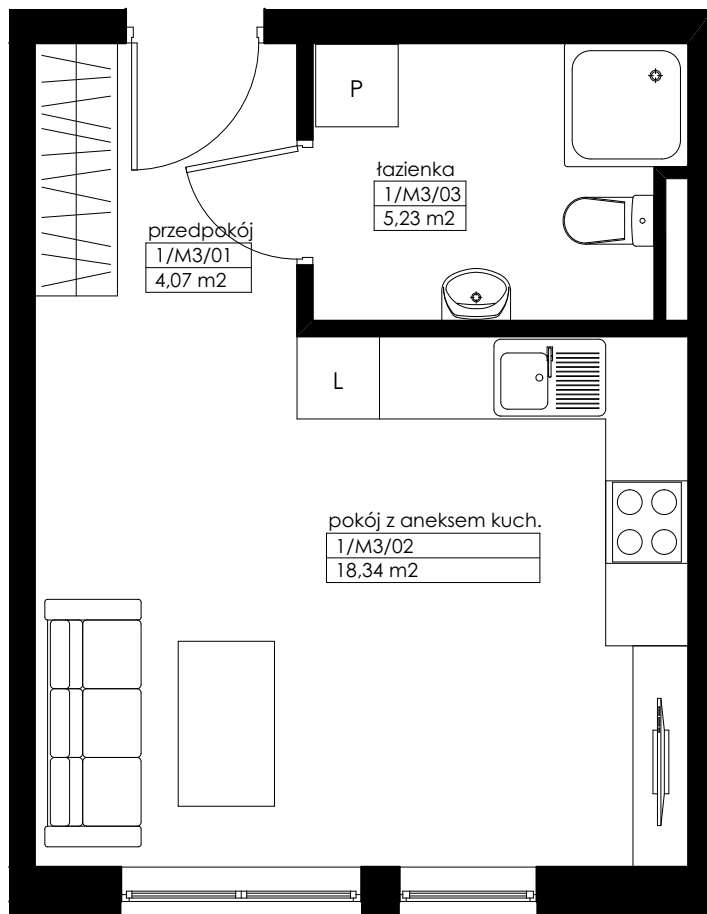 P
łazienka
1/M3/03
5,23 m2
przedpokój
1/M3/01
4,07 m2
L
pokój z aneksem kuch.
1/M3/02
18,34 m2